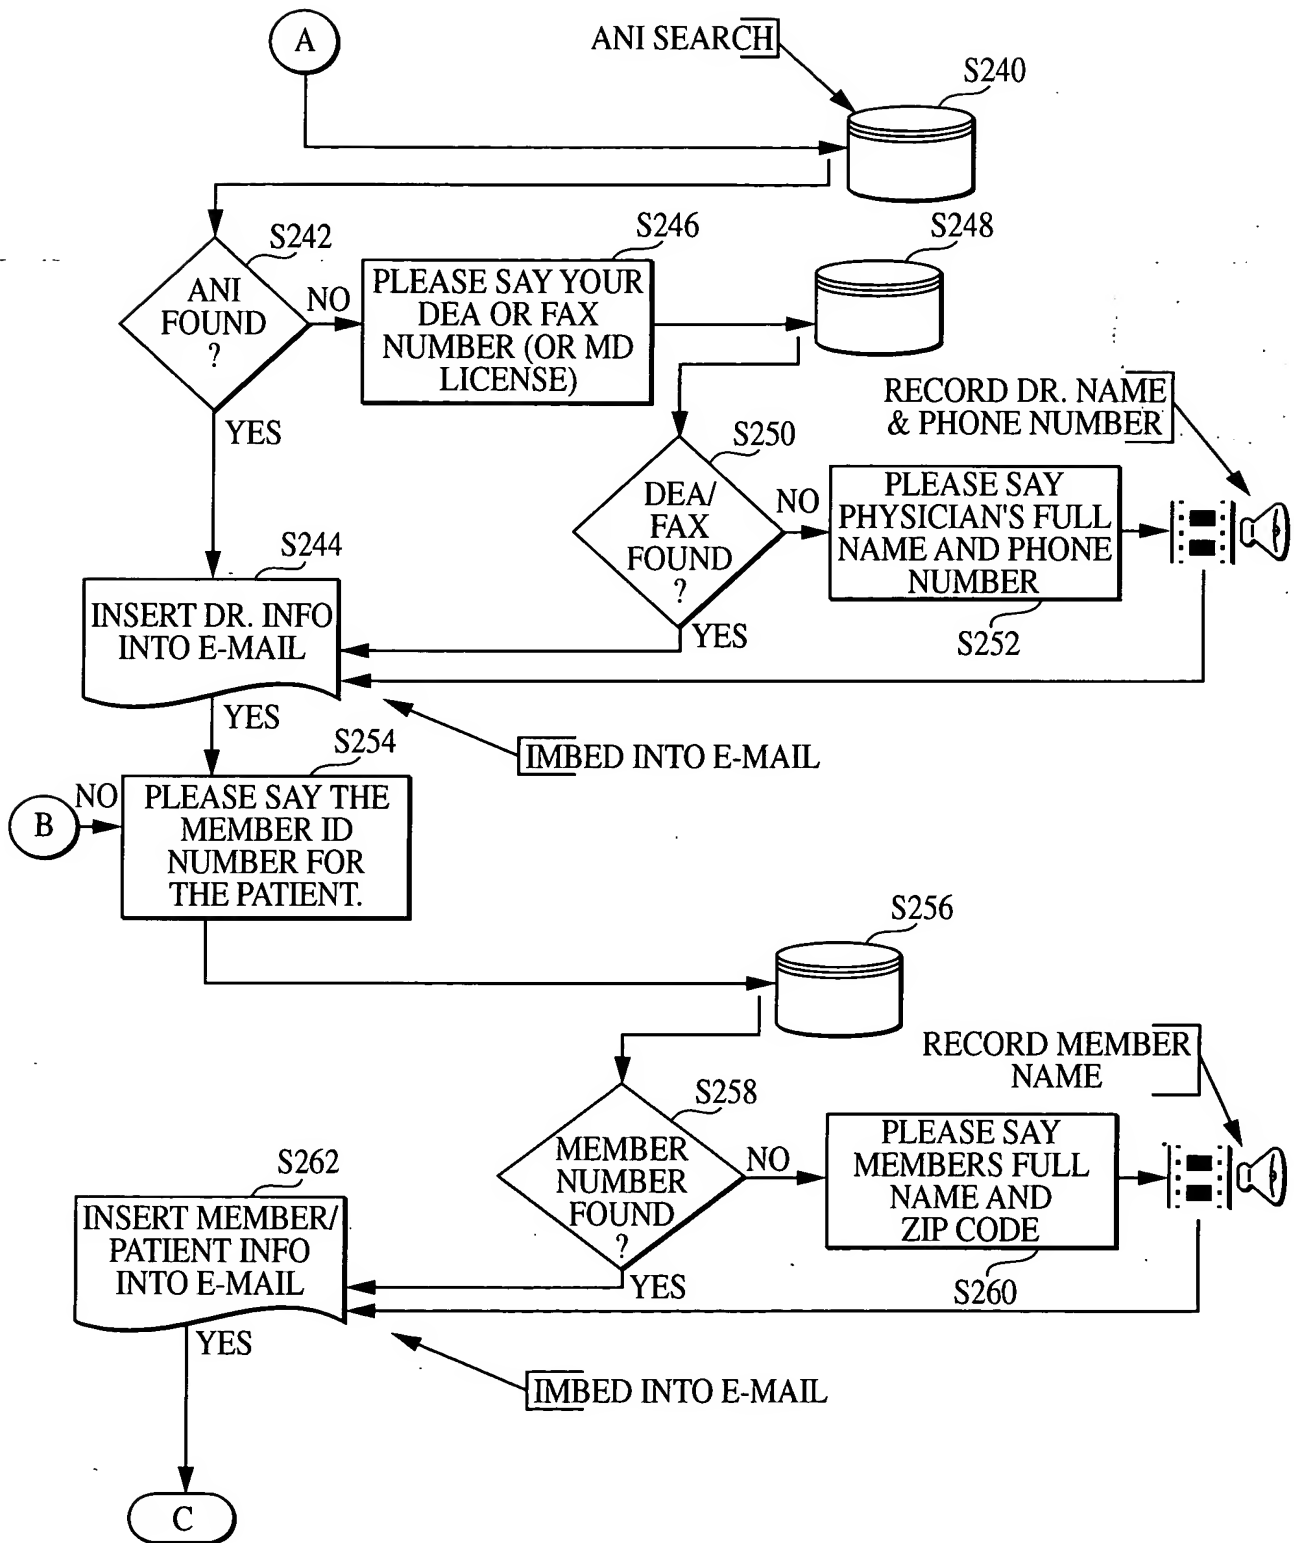 A
ANI SEARCH
S240
S242
ANI
FOUND
?
NO
YES
S246
PLEASE SAY YOUR
DEA OR FAX
NUMBER (OR MD
LICENSE)
S248
S250
DEA/
FAX
FOUND
?
NO
YES
RECORD DR. NAME
& PHONE NUMBER
PLEASE SAY
PHYSICIAN'S FULL
NAME AND PHONE
NUMBER
S252
S244
INSERT DR. INFO
INTO E-MAIL
YES
IMBED INTO E-MAIL
S254
B
NO
PLEASE SAY THE
MEMBER ID
NUMBER FOR
THE PATIENT.
S256
S258
MEMBER
NUMBER
FOUND
?
NO
YES
RECORD MEMBER
NAME
PLEASE SAY
MEMBERS FULL
NAME AND
ZIP CODE
S260
S262
INSERT MEMBER/
PATIENT INFO
INTO E-MAIL
YES
IMBED INTO E-MAIL
C